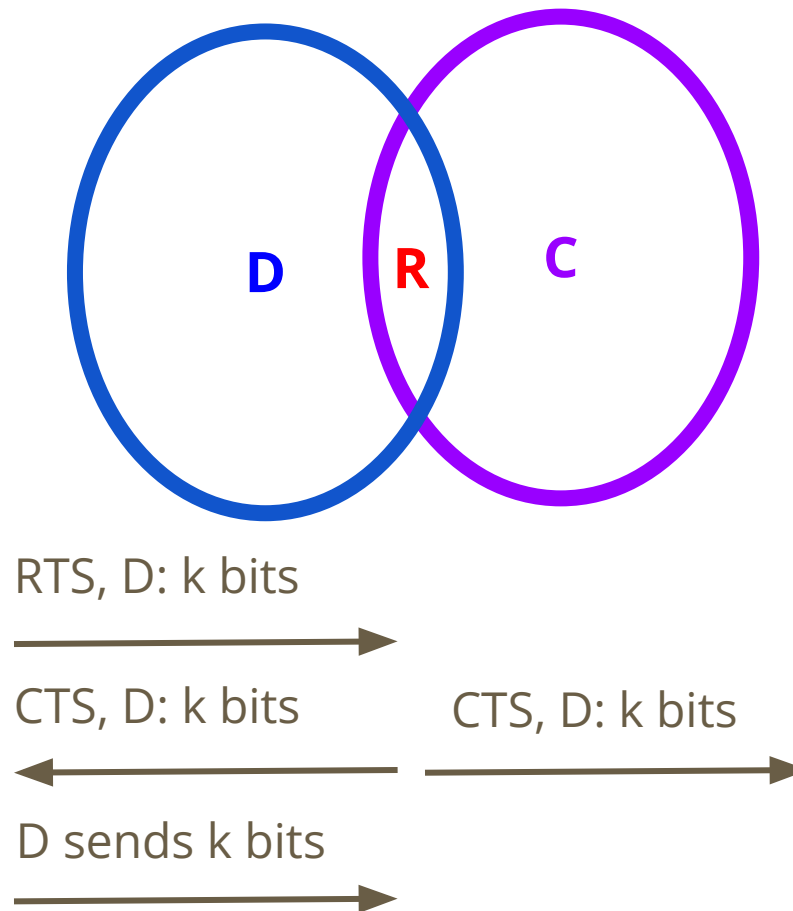 D R C
RTS, D: k bits
CTS, D: k bits CTS, D: k bits
D sends k bits